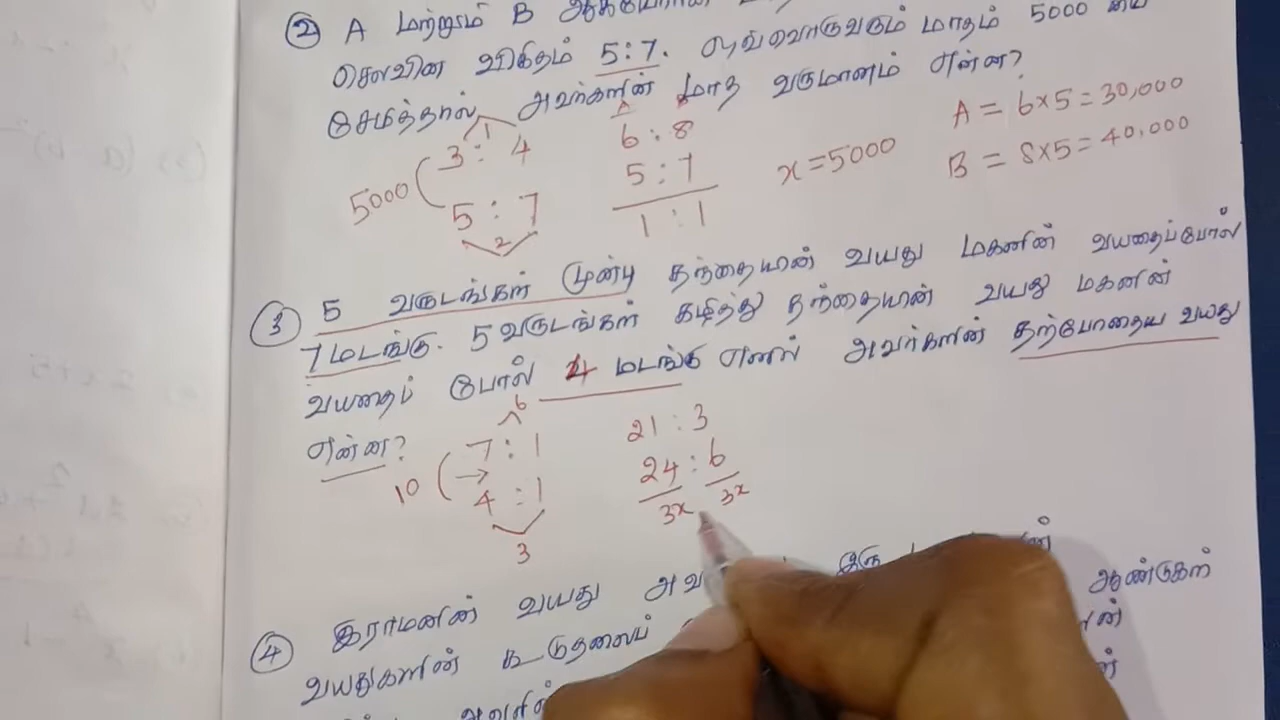 ② A மற்றும் B
செலவின் விகிதம் 5:7. அவ்வொருவரும் மாதம் 5000
சேமித்தால் அவர்களின் மாத வருமானம் என்ன?
3 : 4
1
5000
5 : 7
2
A
6 : 8
5 : 7
1 : 1
x = 5000
A = 6×5 = 30,000
B = 8×5 = 40,000
③ 5 வருடங்கள் முன்பு தந்தையின் வயது மகனின் வயதைப்போல்
7 மடங்கு. 5 வருடங்கள் கழித்து தந்தையின் வயது மகனின்
வயதைப் போல் 4 மடங்கு எனில் அவர்களின் தற்போதைய வயது
என்ன?
6
7 : 1
10
4 : 1
3
21 : 3
24 : 6
3x 3x
④ இராமனின் வயது
ஆண்டுகள்
வயதுகளின் கூடுதலைப்